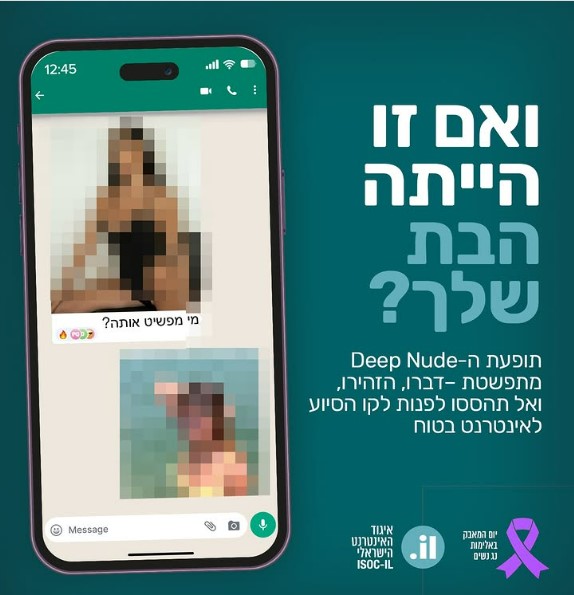 12:45
מי מפשיט אותה?
Message
ואם זו
הייתה
הבת
שלך?
תופעת ה-Deep Nude
מתפשטת –דברו, הזהירו,
ואל תהססו לפנות לקו הסיוע
לאינטרנט בטוח
איגוד
האינטרנט
הישראלי
ISOC-IL
.il
יום המאבק
באלימות
נגד נשים